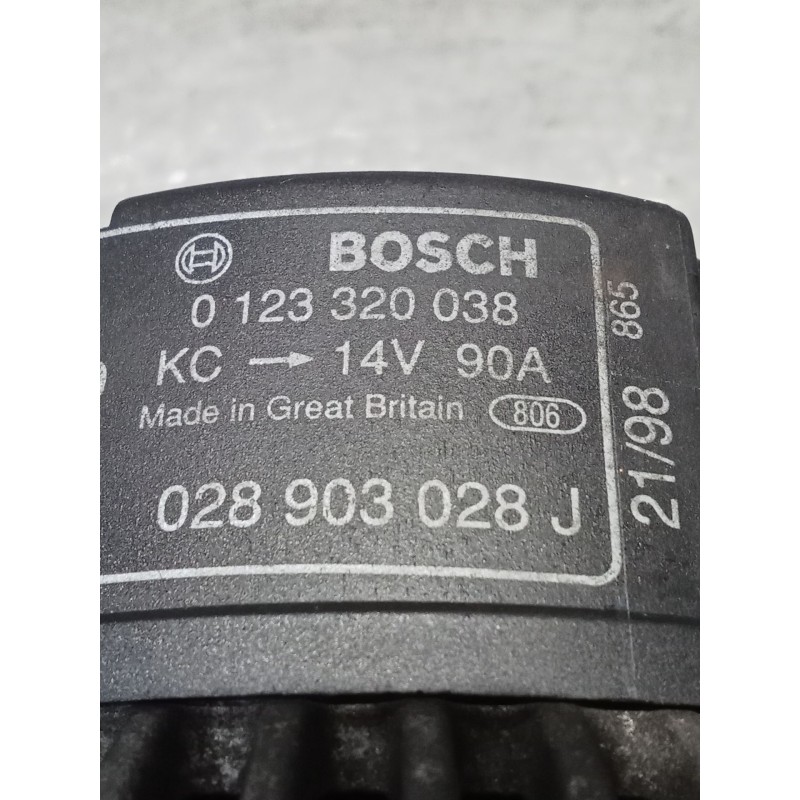 BOSCH
0 123 320 038
KC → 14V 90A
Made in Great Britain 806
028 903 028 J
21/98 865